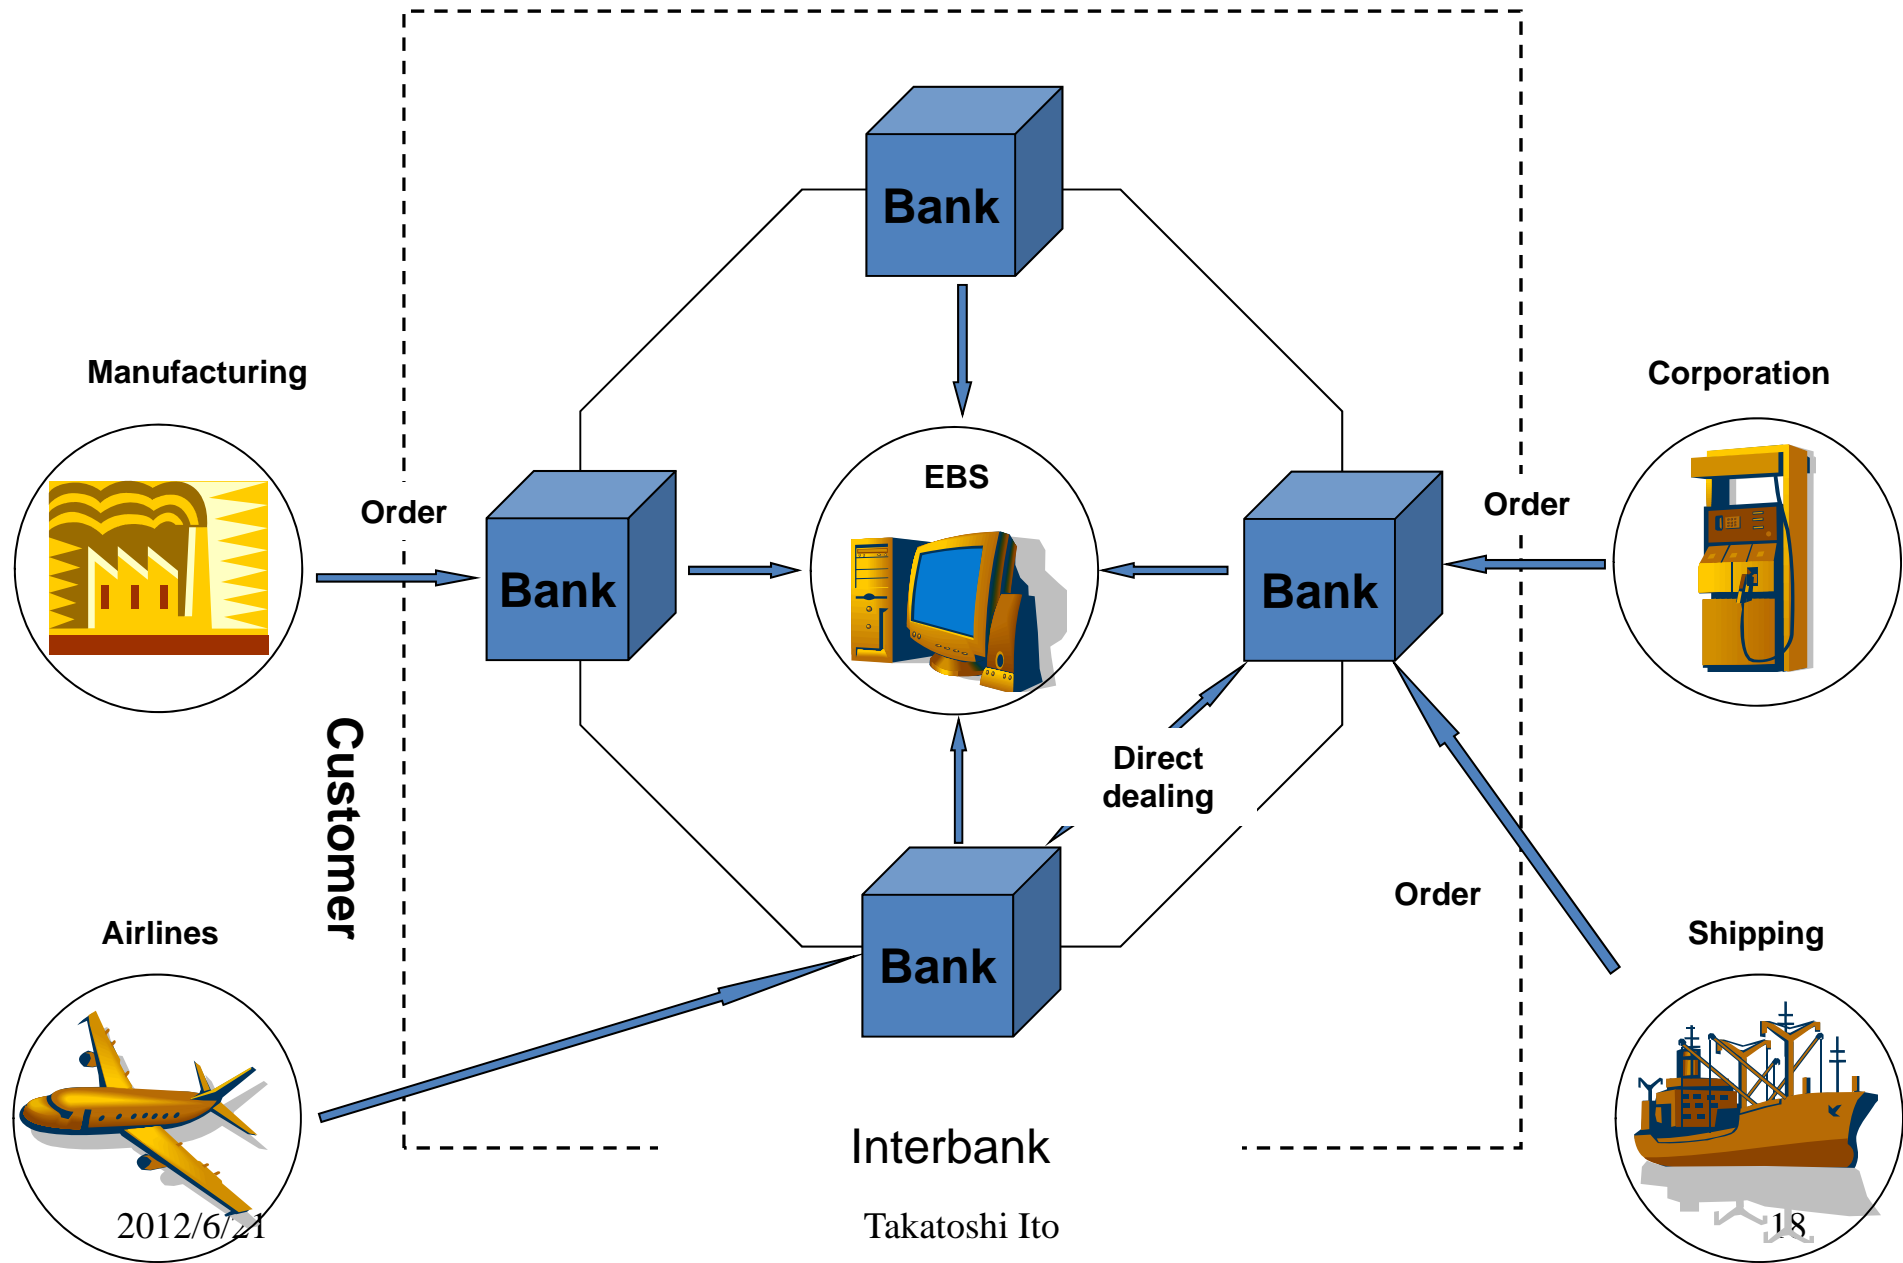 Bank
Manufacturing
Corporation
EBS
Order
Order
Bank
Bank
Customer
Direct
dealing
Order
Airlines
Shipping
Bank
Interbank
2012/6/21
Takatoshi Ito
18